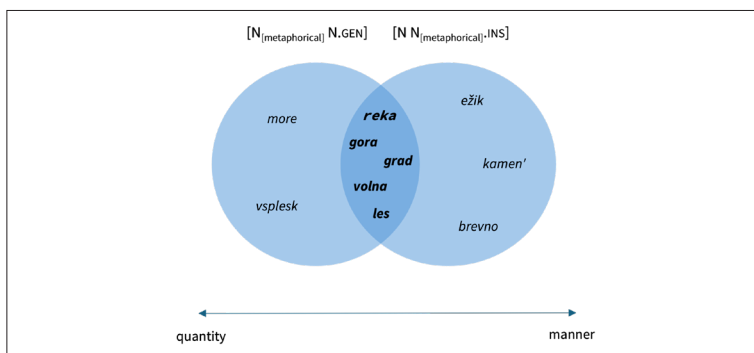 [N[metaphorical] N.GEN] [N N[metaphorical].INS]
ežik
more
reka
gora
grad
kamen'
volna
vsplesk
les
brevno
quantity manner